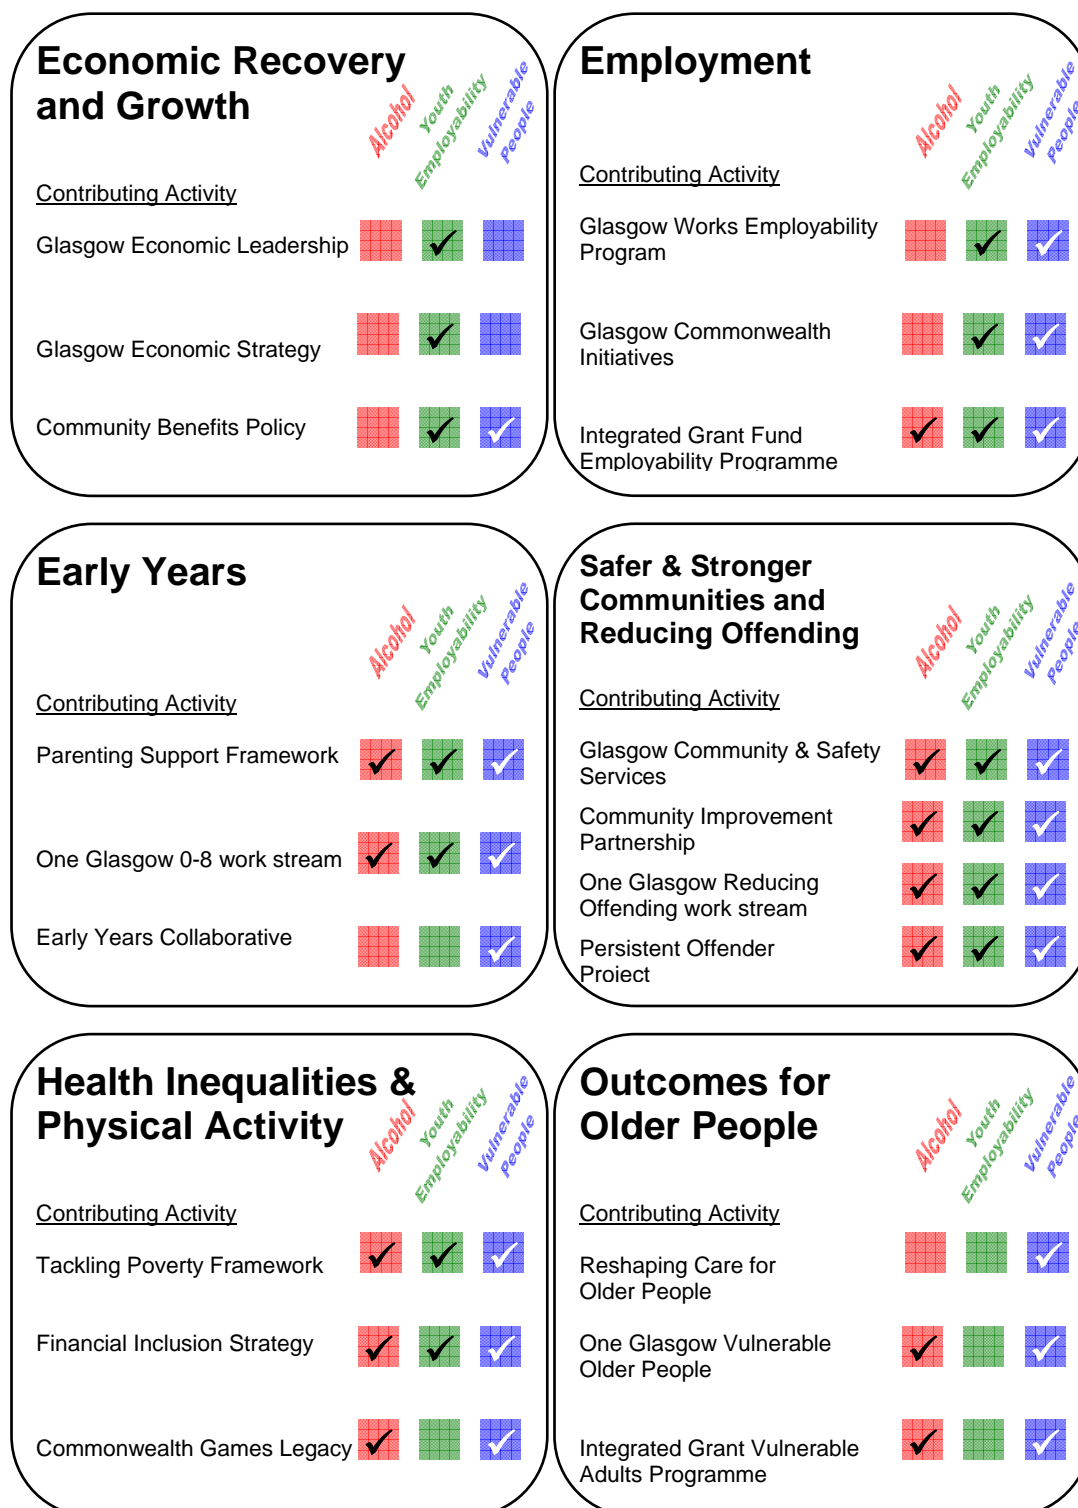 Economic Recovery
and Growth
Alcohol
Youth
Employability
Vulnerable
People
Contributing Activity
Glasgow Economic Leadership
Glasgow Economic Strategy
Community Benefits Policy
Employment
Alcohol
Youth
Employability
Vulnerable
People
Contributing Activity
Glasgow Works Employability
Program
Glasgow Commonwealth
Initiatives
Integrated Grant Fund
Employability Programme
Early Years
Alcohol
Youth
Employability
Vulnerable
People
Contributing Activity
Parenting Support Framework
One Glasgow 0-8 work stream
Early Years Collaborative
Safer & Stronger
Communities and
Reducing Offending
Alcohol
Youth
Employability
Vulnerable
People
Contributing Activity
Glasgow Community & Safety
Services
Community Improvement
Partnership
One Glasgow Reducing
Offending work stream
Persistent Offender
Project
Health Inequalities &
Physical Activity
Alcohol
Youth
Employability
Vulnerable
People
Contributing Activity
Tackling Poverty Framework
Financial Inclusion Strategy
Commonwealth Games Legacy
Outcomes for
Older People
Alcohol
Youth
Employability
Vulnerable
People
Contributing Activity
Reshaping Care for
Older People
One Glasgow Vulnerable
Older People
Integrated Grant Vulnerable
Adults Programme